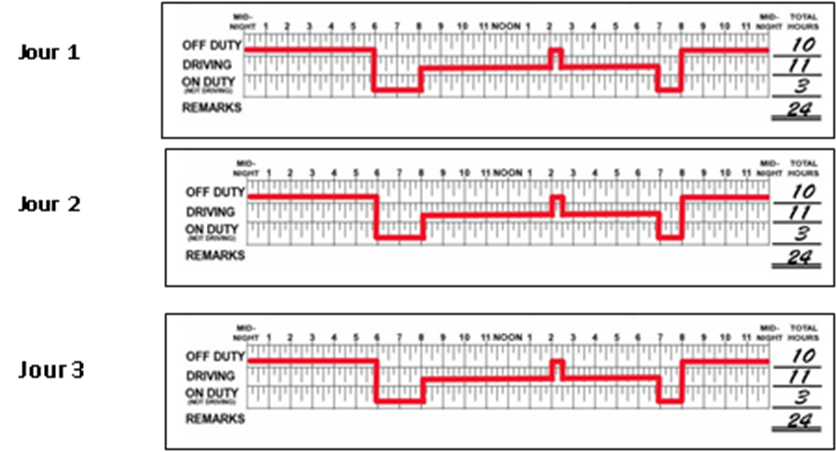 Jour 1
MID-NIGHT 1 2 3 4 5 6 7 8 9 10 11 NOON 1 2 3 4 5 6 7 8 9 10 11 MID-NIGHT TOTAL HOURS
OFF DUTY 10
DRIVING 11
ON DUTY 3
(NOT DRIVING)
REMARKS 24
Jour 2
MID-NIGHT 1 2 3 4 5 6 7 8 9 10 11 NOON 1 2 3 4 5 6 7 8 9 10 11 MID-NIGHT TOTAL HOURS
OFF DUTY 10
DRIVING 11
ON DUTY 3
(NOT DRIVING)
REMARKS 24
Jour 3
MID-NIGHT 1 2 3 4 5 6 7 8 9 10 11 NOON 1 2 3 4 5 6 7 8 9 10 11 MID-NIGHT TOTAL HOURS
OFF DUTY 10
DRIVING 11
ON DUTY 3
(NOT DRIVING)
REMARKS 24